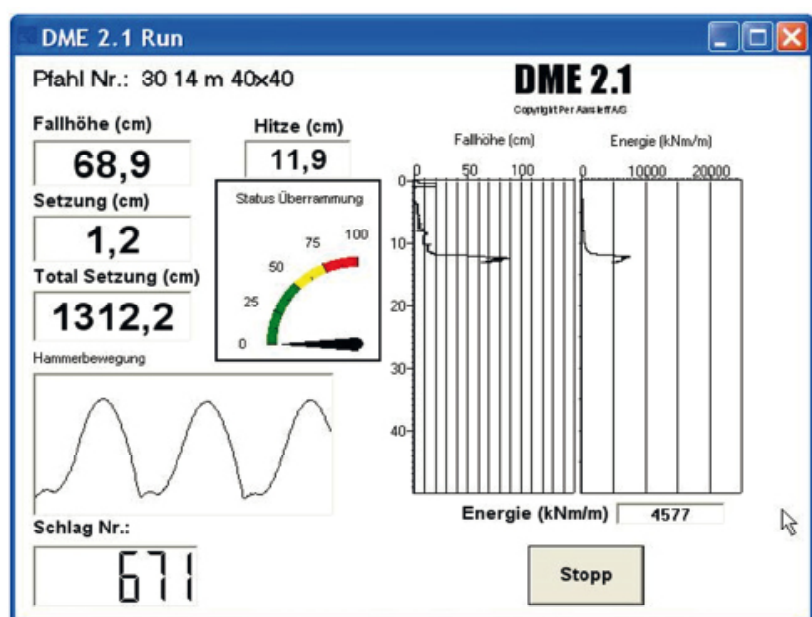 DME 2.1 Run
Pfahl Nr.: 30 14 m 40x40
DME 2.1
Copyright Per Aarsleff A/S
Fallhöhe (cm)
68,9
Hitze (cm)
11,9
Setzung (cm)
1,2
Total Setzung (cm)
1312,2
Status Überrammung
0
25
50
75
100
Fallhöhe (cm)
0 50 100
0
10
20
30
40
Energie (kNm/m)
0 10000 20000
Hammerbewegung
Energie (kNm/m) 4577
Schlag Nr.:
671
Stopp